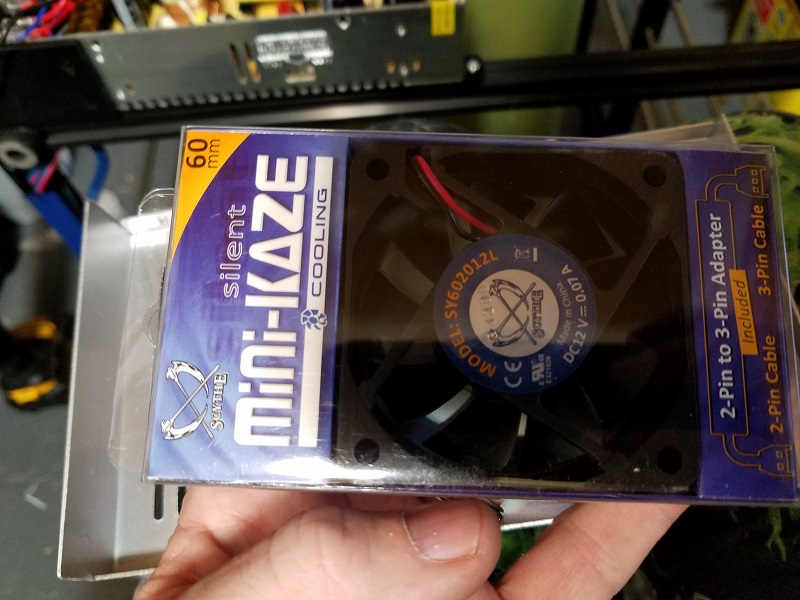 60
mm
silent
MiNi-KAZE
COOLING
SCYTHE
MODEL: SY602012L
SCYTHE
Made in China
DC12V 0.07 A
CE
2-Pin to 3-Pin Adapter
Included
2-Pin Cable
3-Pin Cable